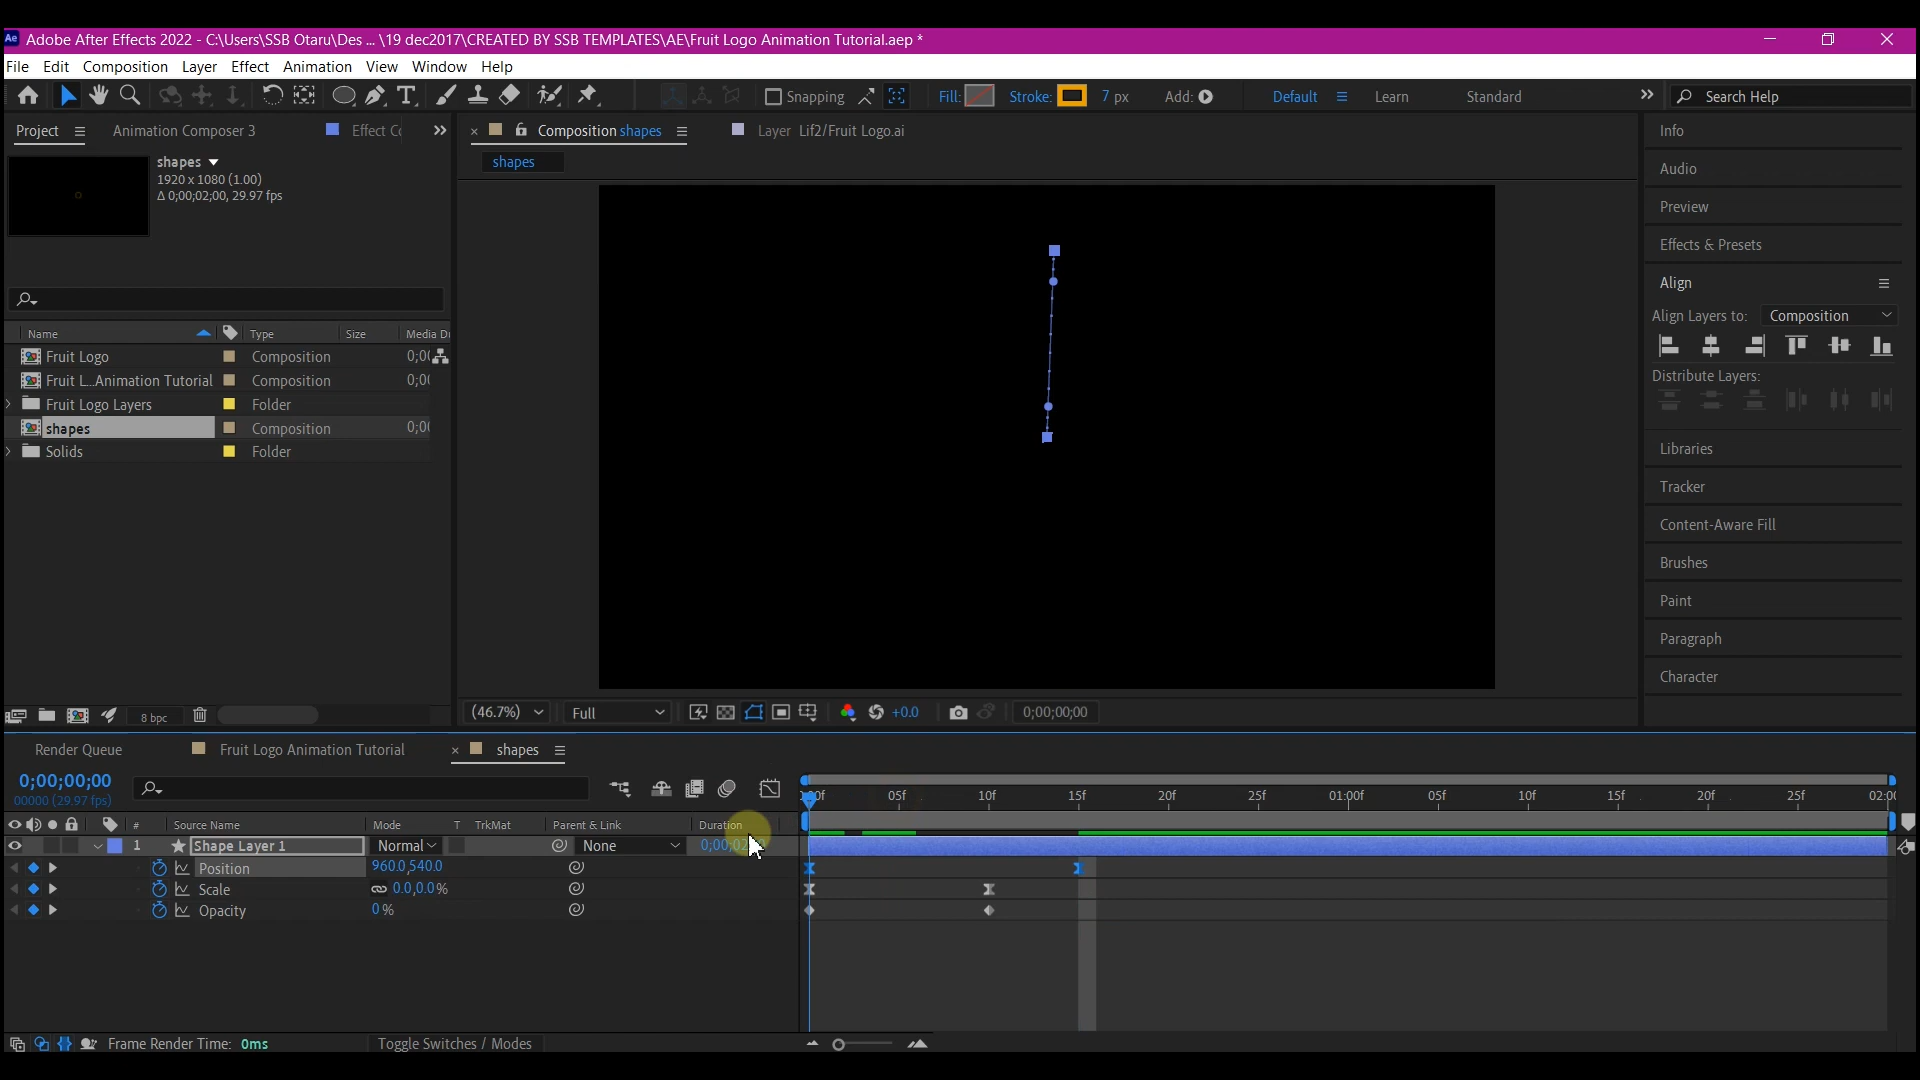 Ae Adobe After Effects 2022 - C:\Users\SSB Otaru\Des ... \19 dec2017\CREATED BY SSB TEMPLATES\AE\Fruit Logo Animation Tutorial.aep *
File Edit Composition Layer Effect Animation View Window Help
Snapping Fill: Stroke: 7 px Add: Default Learn Standard Search Help
Project Animation Composer 3 Effect Co Composition shapes Layer Lif2/Fruit Logo.ai Info
shapes
shapes
1920 x 1080 (1.00)
Δ 0;00;02;00, 29.97 fps
Audio
Preview
Effects & Presets
Align
Align Layers to: Composition
Distribute Layers:
Libraries
Tracker
Content-Aware Fill
Brushes
Paint
Paragraph
Character
Name Type Size Media D
Fruit Logo Composition 0;0
Fruit L...Animation Tutorial Composition 0;0
Fruit Logo Layers Folder
shapes Composition 0;0
Solids Folder
8 bpc (46.7%) Full +0.0 0;00;00;00
Render Queue Fruit Logo Animation Tutorial shapes
0;00;00;00
00000 (29.97 fps)
05f 10f 15f 20f 25f 01:00f 05f 10f 15f 20f 25f 02:0
# Source Name Mode T TrkMat Parent & Link Duration
1 Shape Layer 1 Normal None
Position 960.0,540.0
Scale 0.0,0.0%
Opacity 0%
Frame Render Time: 0ms Toggle Switches / Modes